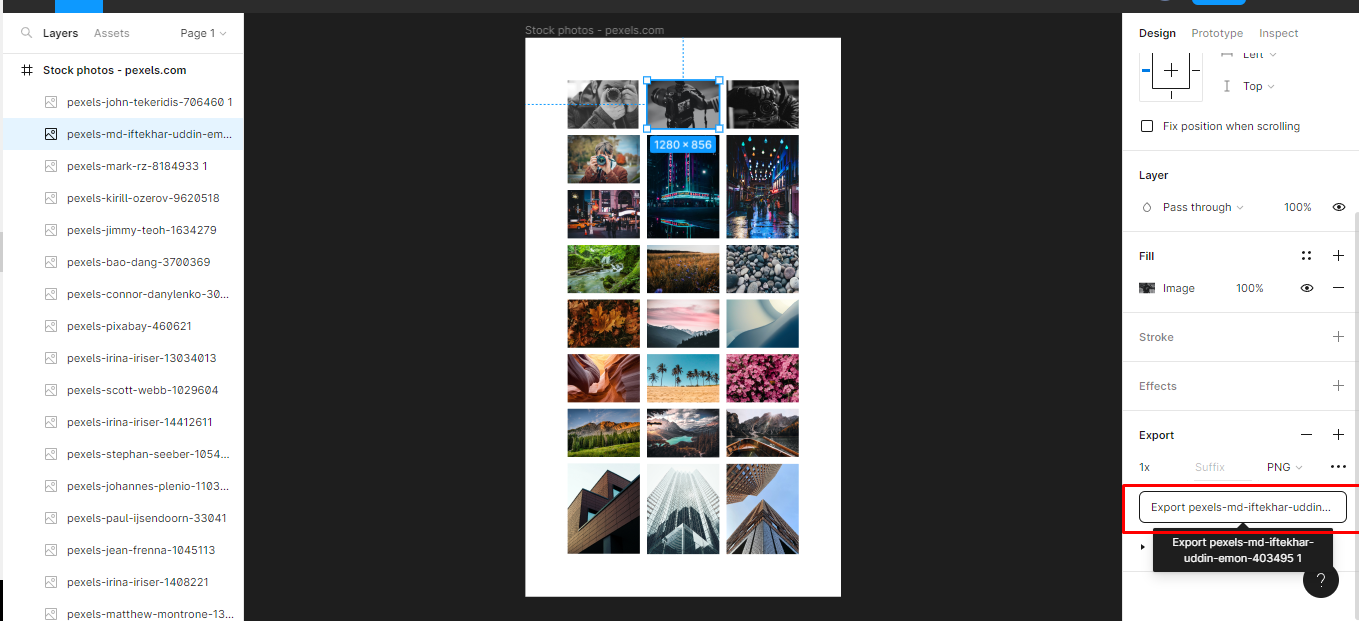 Layers Assets Page 1
Stock photos - pexels.com
pexels-john-tekeridis-706460 1
pexels-md-iftekhar-uddin-em...
pexels-mark-rz-8184933 1
pexels-kirill-ozerov-9620518
pexels-jimmy-teoh-1634279
pexels-bao-dang-3700369
pexels-connor-danylenko-30...
pexels-pixabay-460621
pexels-irina-iriser-13034013
pexels-scott-webb-1029604
pexels-irina-iriser-14412611
pexels-stephan-seeber-1054...
pexels-johannes-plenio-1103...
pexels-paul-ijsendoorn-33041
pexels-jean-frenna-1045113
pexels-irina-iriser-1408221
pexels-matthew-montrone-13...
Stock photos - pexels.com
1280 × 856
Design Prototype Inspect
Left
Top
Fix position when scrolling
Layer
Pass through 100%
Fill
Image 100%
Stroke
Effects
Export
1x Suffix PNG
Export pexels-md-iftekhar-uddin...
Export pexels-md-iftekhar-
uddin-emon-403495 1
?